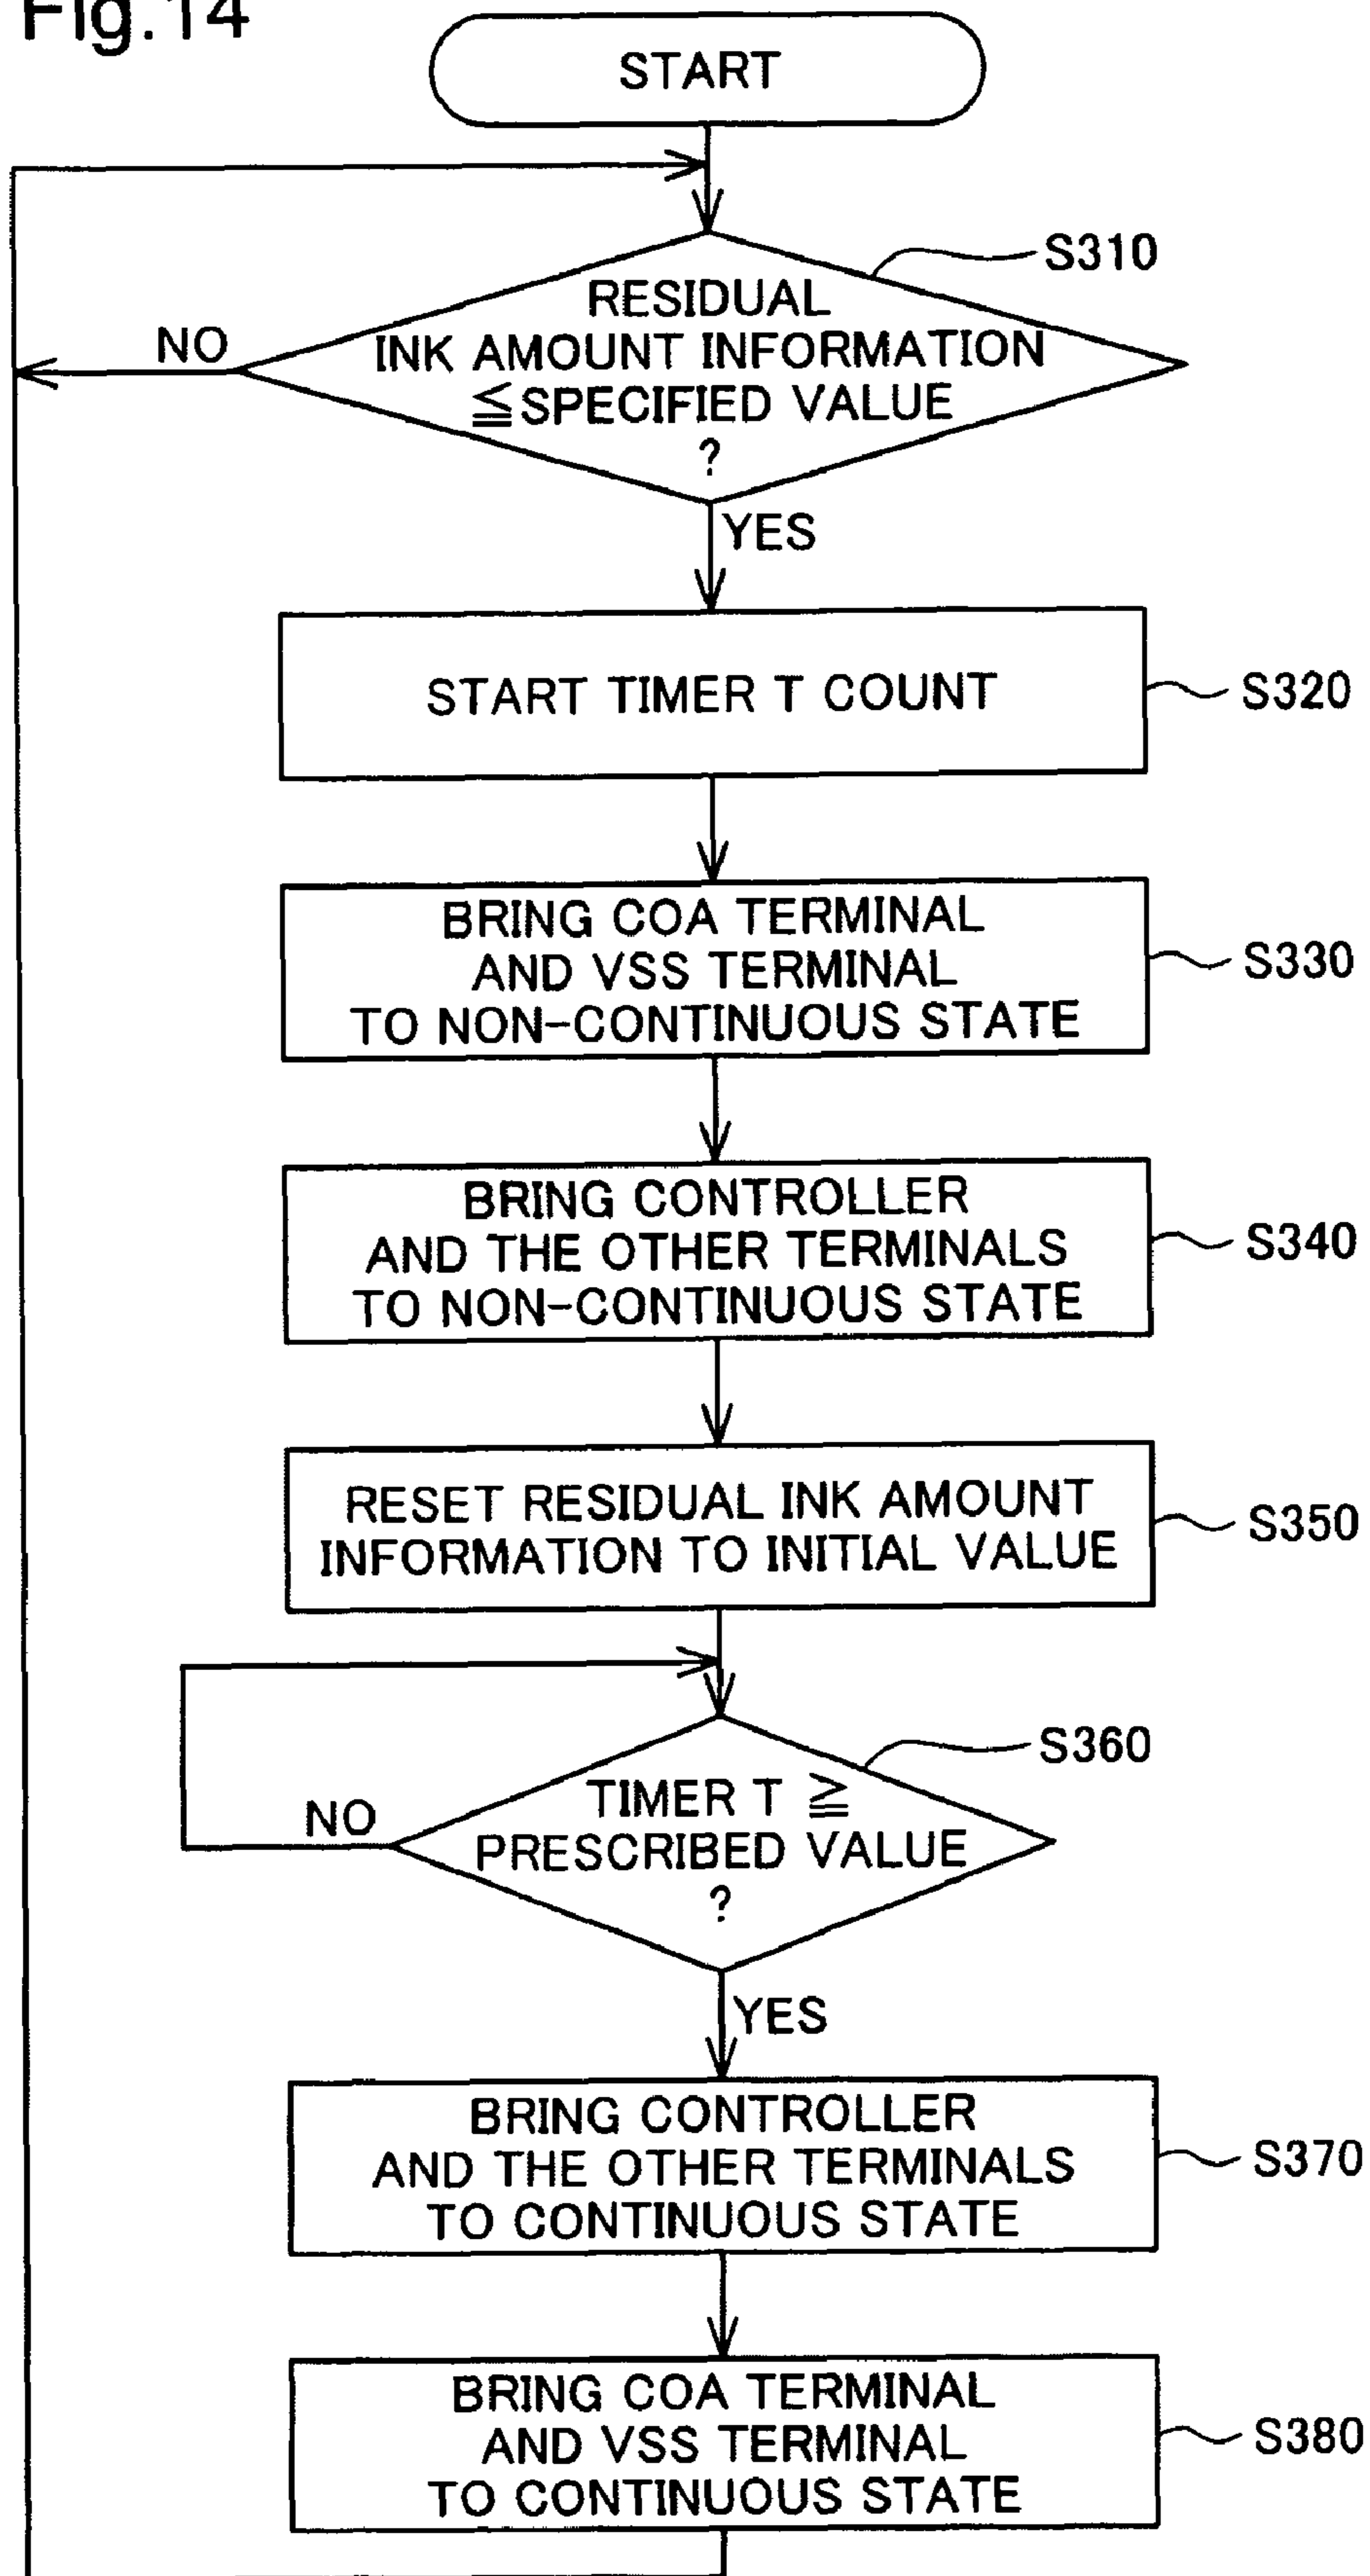 Fig.14
START
S310
RESIDUAL
INK AMOUNT INFORMATION
≦SPECIFIED VALUE
?
NO
YES
START TIMER T COUNT
S320
BRING COA TERMINAL
AND VSS TERMINAL
TO NON-CONTINUOUS STATE
S330
BRING CONTROLLER
AND THE OTHER TERMINALS
TO NON-CONTINUOUS STATE
S340
RESET RESIDUAL INK AMOUNT
INFORMATION TO INITIAL VALUE
S350
S360
TIMER T ≧
PRESCRIBED VALUE
?
NO
YES
BRING CONTROLLER
AND THE OTHER TERMINALS
TO CONTINUOUS STATE
S370
BRING COA TERMINAL
AND VSS TERMINAL
TO CONTINUOUS STATE
S380